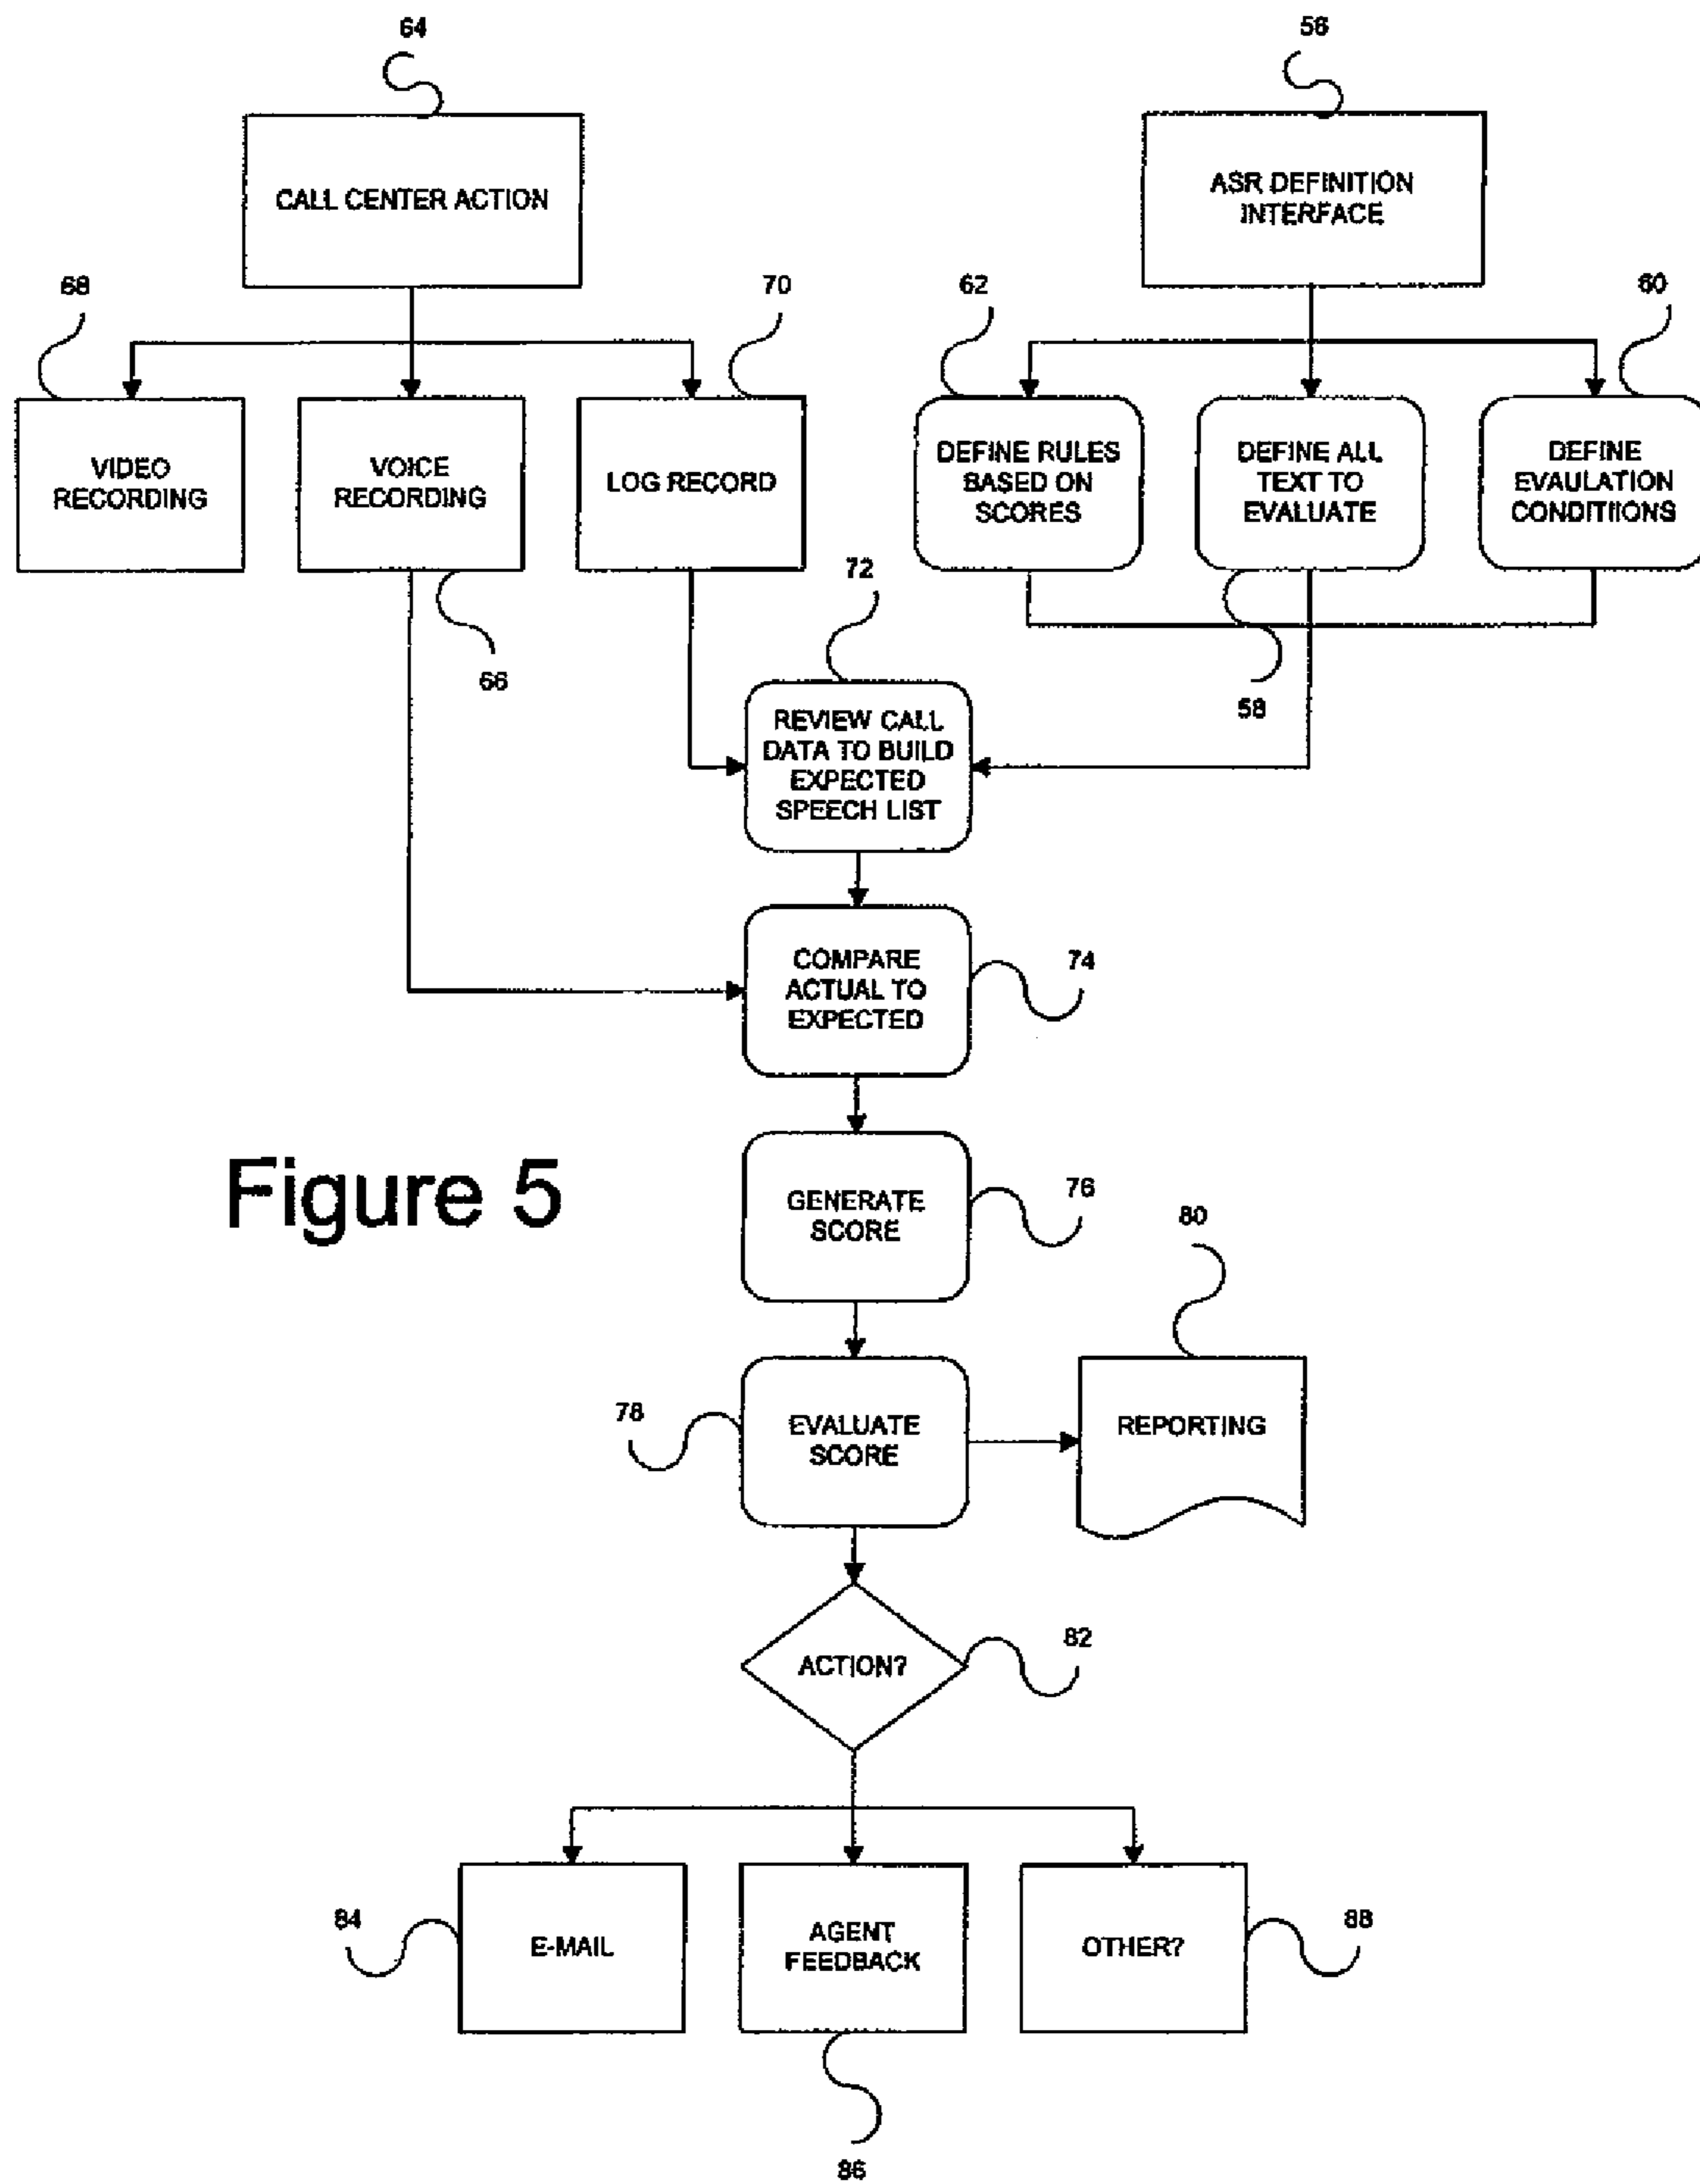 64
56
CALL CENTER ACTION
ASR DEFINITION
INTERFACE
68
70
62
60
VIDEO
RECORDING
VOICE
RECORDING
LOG RECORD
DEFINE RULES
BASED ON
SCORES
DEFINE ALL
TEXT TO
EVALUATE
DEFINE
EVAULATION
CONDITIIONS
72
66
58
REVIEW CALL
DATA TO BUILD
EXPECTED
SPEECH LIST
COMPARE
ACTUAL TO
EXPECTED
74
Figure 5
GENERATE
SCORE
76
80
78
EVALUATE
SCORE
REPORTING
ACTION?
82
84
E-MAIL
AGENT
FEEDBACK
OTHER?
88
86